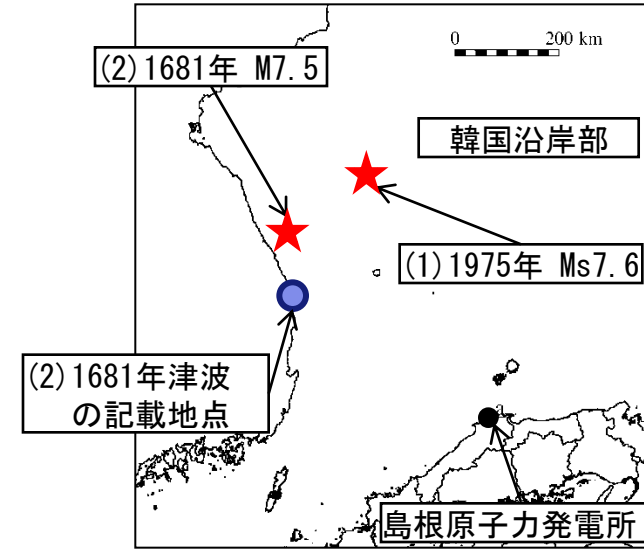 0 200 km
(2)1681年 M7.5
韓国沿岸部
(1)1975年 Ms7.6
(2)1681年津波
の記載地点
a
島根原子力発電所